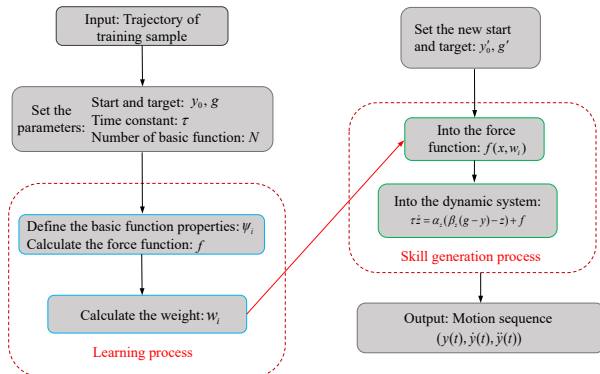 Input: Trajectory of
training sample
Set the
parameters:
Start and target: y₀, g
Time constant: τ
Number of basic function: N
Define the basic function properties: ψᵢ
Calculate the force function: f
Calculate the weight: wᵢ
Learning process
Set the new start
and target: y₀′, g′
Into the force
function: f(x, wᵢ)
Into the dynamic system:
τż = α_z(β_z(g − y) − z) + f
Skill generation process
Output: Motion sequence
(y(t), ẏ(t), ÿ(t))